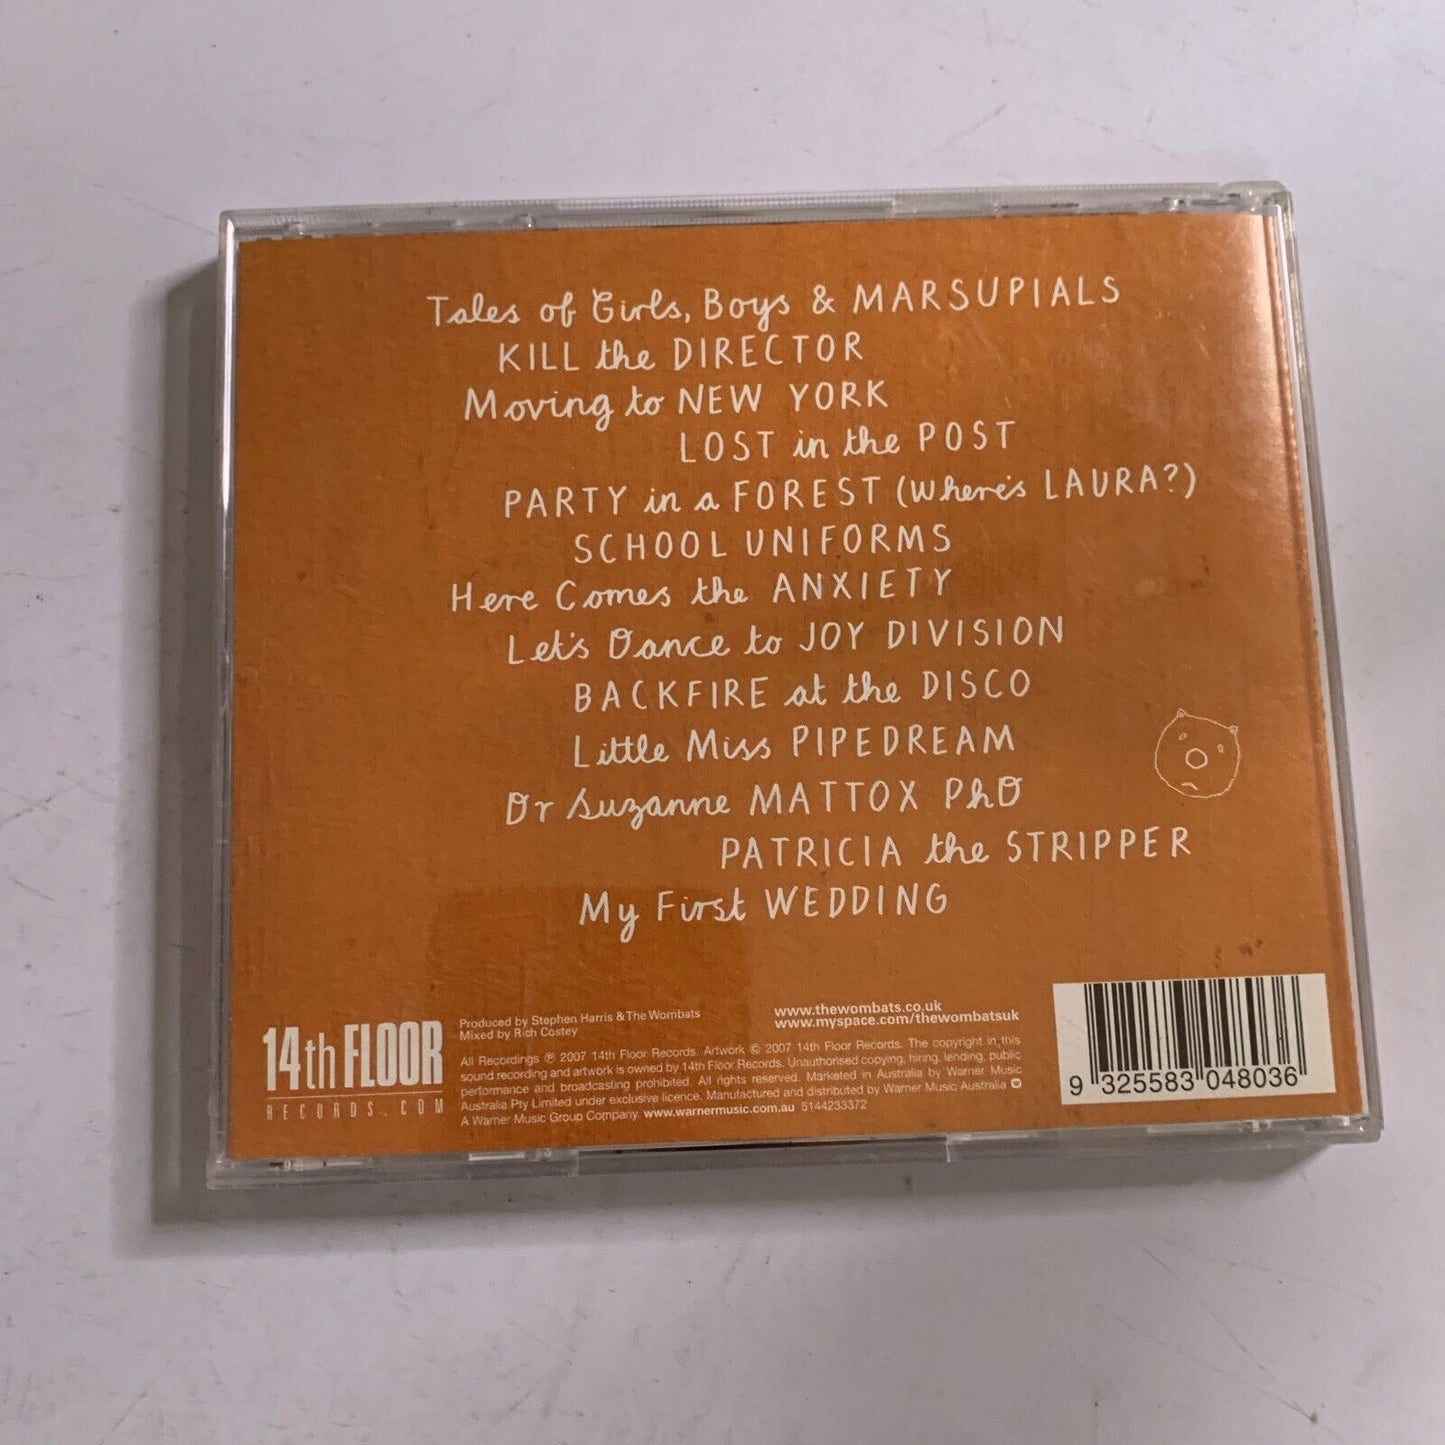 Tales of Girls, Boys & MARSUPIALS
KILL the DIRECTOR
Moving to NEW YORK
LOST in the POST
PARTY in a FOREST (Where's LAURA?)
SCHOOL UNIFORMS
Here Comes the ANXIETY
Let's Dance to JOY DIVISION
BACKFIRE at the DISCO
Little Miss PIPEDREAM
Dr Suzanne MATTOX PhD
PATRICIA the STRIPPER
My First WEDDING
14th FLOOR
RECORDS.COM
Produced by Stephen Harris & The Wombats
Mixed by Rich Costey
www.thewombats.co.uk
www.myspace.com/thewombatsuk
All Recordings ℗ 2007 14th Floor Records. Artwork © 2007 14th Floor Records. The copyright in this
sound recording and artwork is owned by 14th Floor Records. Unauthorised copying, hiring, lending, public
performance and broadcasting prohibited. All rights reserved. Marketed in Australia by Warner Music
Australia Pty Limited under exclusive licence. Manufactured and distributed by Warner Music Australia
A Warner Music Group Company. www.warnermusic.com.au 5144233372
9 325583 048036